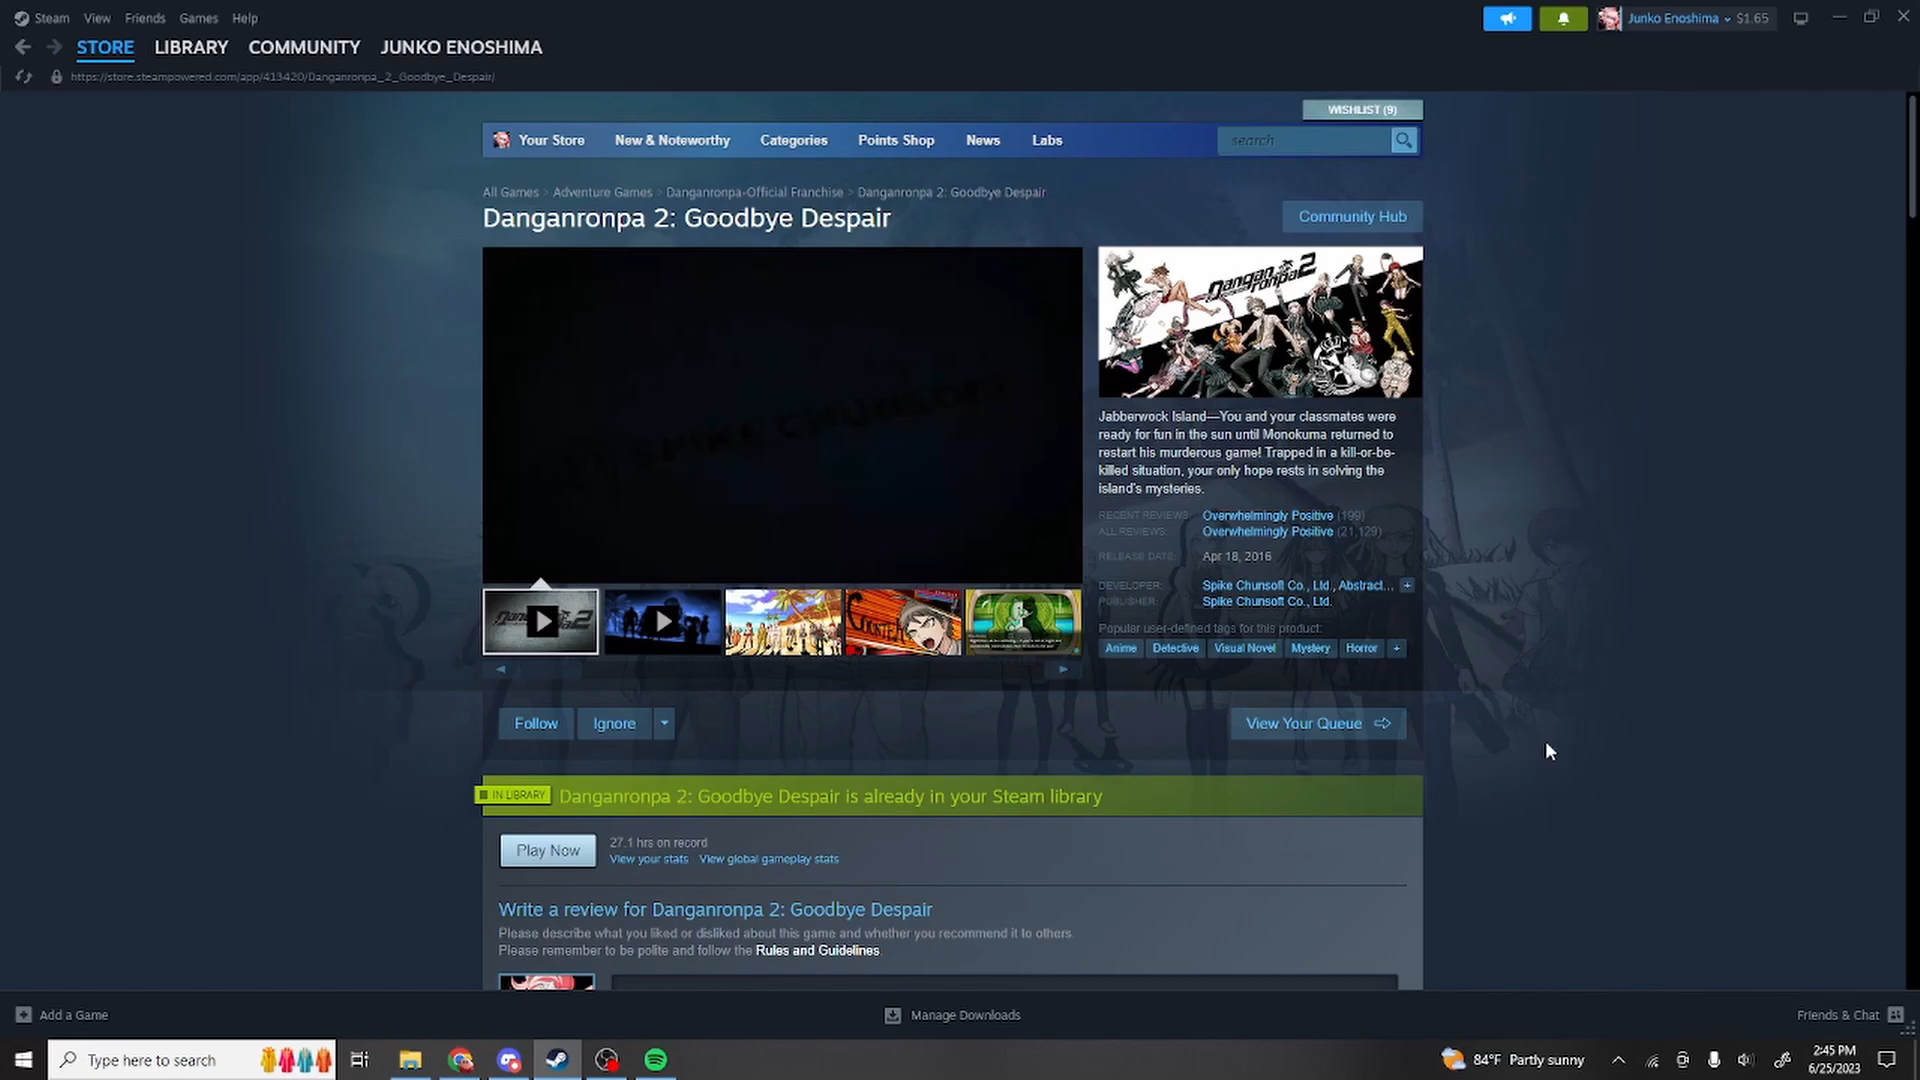 Steam View Friends Games Help
Junko Enoshima $1.65
STORE LIBRARY COMMUNITY JUNKO ENOSHIMA
https://store.steampowered.com/app/413420/Danganronpa_2_Goodbye_Despair/
WISHLIST (9)
Your Store New & Noteworthy Categories Points Shop News Labs search
All Games > Adventure Games > Danganronpa-Official Franchise > Danganronpa 2: Goodbye Despair
Danganronpa 2: Goodbye Despair
Community Hub
SPIKE CHUNSOFT
Danganronpa 2
Jabberwock Island—You and your classmates were
ready for fun in the sun until Monokuma returned to
restart his murderous game! Trapped in a kill-or-be-
killed situation, your only hope rests in solving the
island's mysteries.
RECENT REVIEWS: Overwhelmingly Positive (199)
ALL REVIEWS: Overwhelmingly Positive (21,129)
RELEASE DATE: Apr 18, 2016
DEVELOPER: Spike Chunsoft Co., Ltd., Abstract... +
PUBLISHER: Spike Chunsoft Co., Ltd.
Popular user-defined tags for this product:
Anime Detective Visual Novel Mystery Horror +
Follow Ignore
View Your Queue
IN LIBRARY Danganronpa 2: Goodbye Despair is already in your Steam library
Play Now
27.1 hrs on record
View your stats View global gameplay stats
Write a review for Danganronpa 2: Goodbye Despair
Please describe what you liked or disliked about this game and whether you recommend it to others.
Please remember to be polite and follow the Rules and Guidelines.
Add a Game
Manage Downloads
Friends & Chat
Type here to search
84°F Partly sunny
2:45 PM
6/25/2023